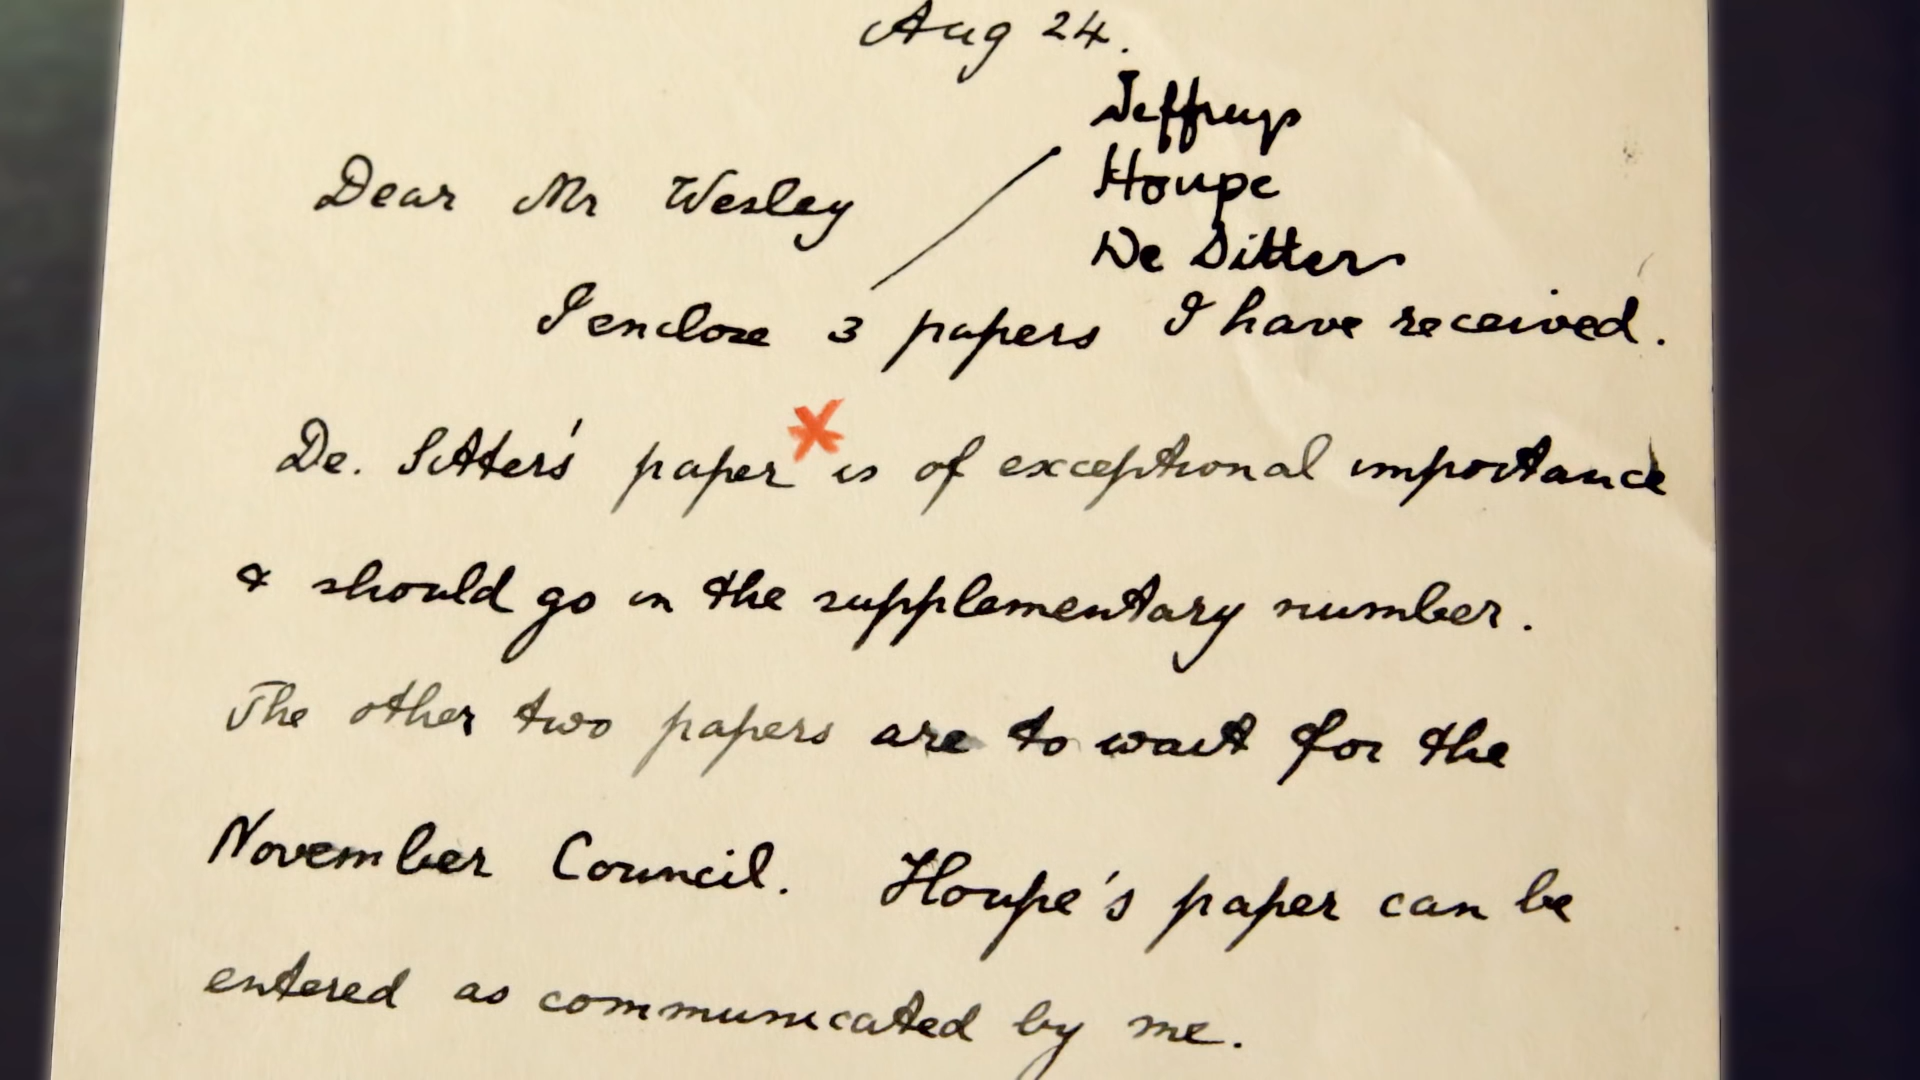 Aug 24.
Jeffreys
Houpe
De Sitter
Dear Mr Wesley
I enclose 3 papers I have received.
De. Sitters' paper is of exceptional importance
& should go in the supplementary number.
The other two papers are to wait for the
November Council. Houpe's paper can be
entered as communicated by me.